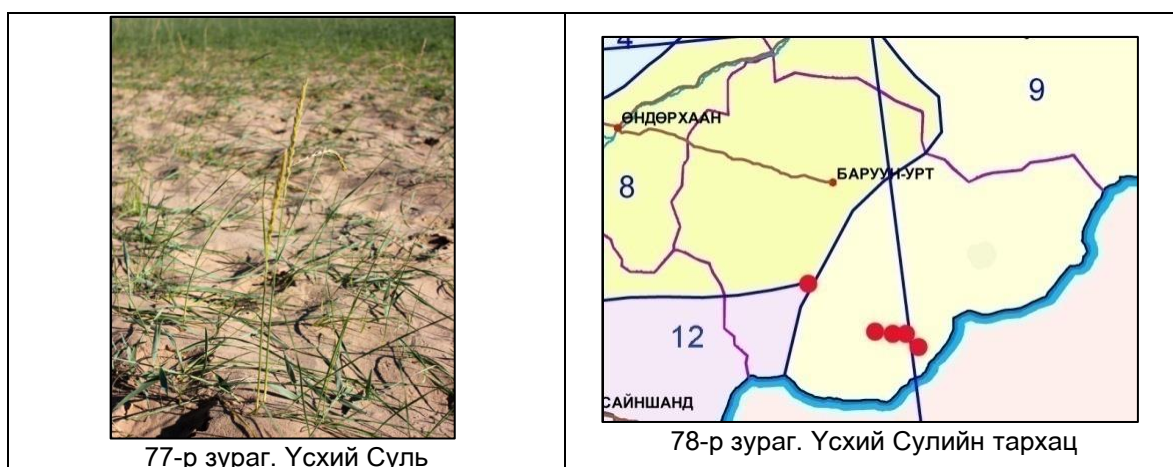 4
9
ӨНДӨРХААН
БАРУУН-УРТ
8
12
САЙНШАНД
77-р зураг. Үсхий Суль
78-р зураг. Үсхий Сулийн тархац